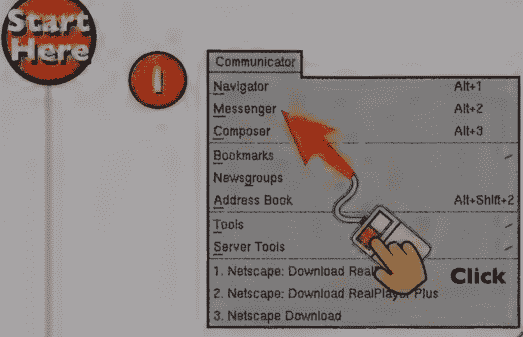 Start
Here
1
Communicator
Navigator Alt+1
Messenger Alt+2
Composer Alt+3
Bookmarks
Newsgroups
Address Book Alt+Shift+2
Tools
Server Tools
1. Netscape: Download
2. Netscape: Download RealPlayer Plus
3. Netscape Download
Click